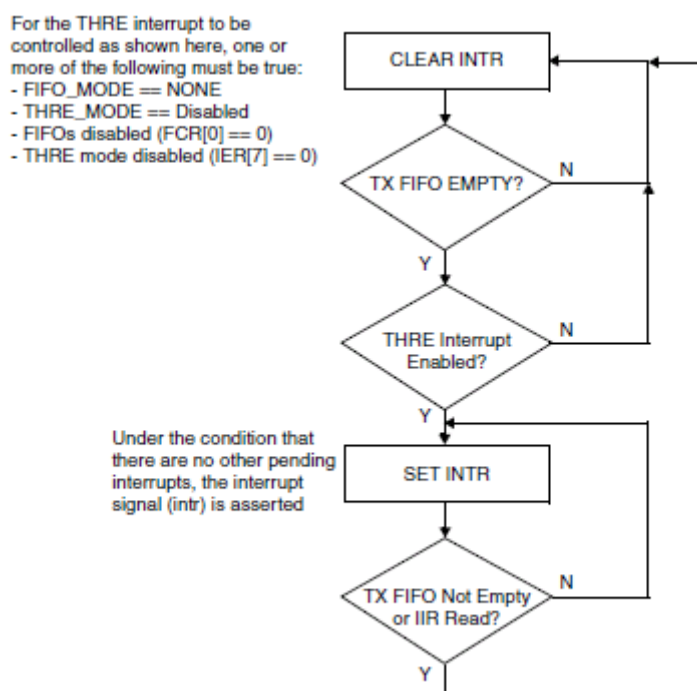 For the THRE interrupt to be
controlled as shown here, one or
more of the following must be true:
- FIFO_MODE == NONE
- THRE_MODE == Disabled
- FIFOs disabled (FCR[0] == 0)
- THRE mode disabled (IER[7] == 0)
CLEAR INTR
TX FIFO EMPTY?
N
Y
THRE Interrupt
Enabled?
N
Y
Under the condition that
there are no other pending
interrupts, the interrupt
signal (intr) is asserted
SET INTR
TX FIFO Not Empty
or IIR Read?
N
Y